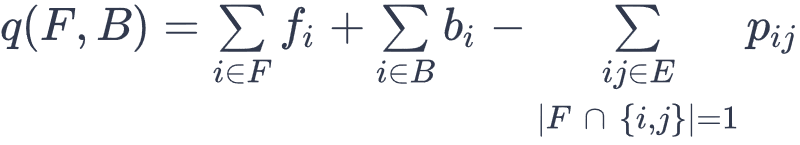 q(F, B) = ∑ f_i + ∑ b_i − ∑ p_{ij}
i∈F i∈B ij∈E
|F ∩ {i,j}|=1